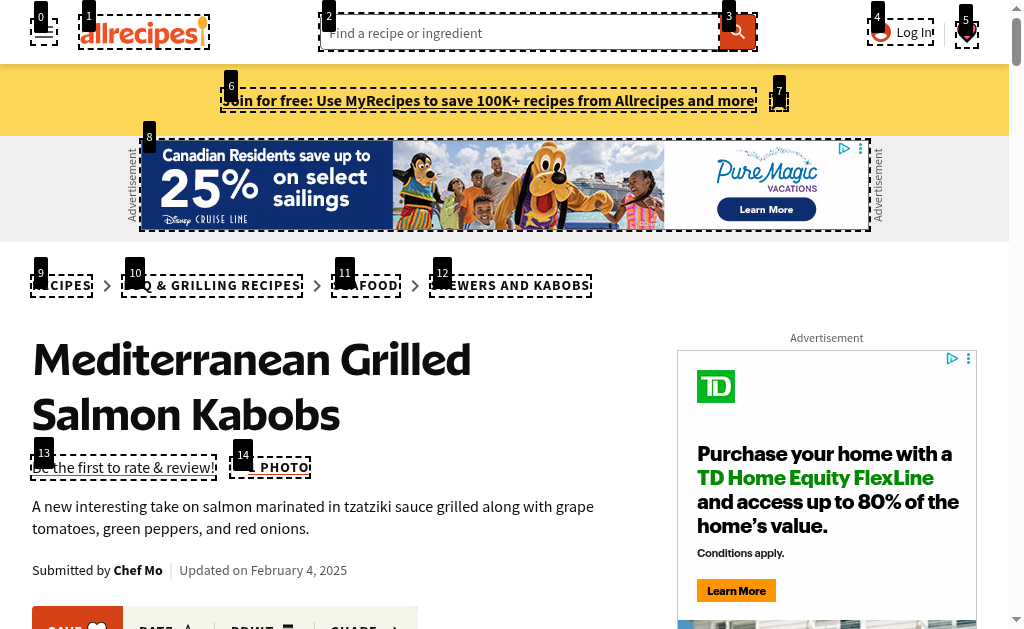 0
1
2
3
4
5
allrecipes
Find a recipe or ingredient
Log In
6
7
Join for free: Use MyRecipes to save 100K+ recipes from Allrecipes and more
8
Advertisement
Canadian Residents save up to
25% on select sailings
Disney CRUISE LINE
PURE MAGIC
VACATIONS
Learn More
Advertisement
9
10
11
12
RECIPES
BBQ & GRILLING RECIPES
SEAFOOD
SKEWERS AND KABOBS
Mediterranean Grilled
Salmon Kabobs
13
14
Be the first to rate & review!
1 PHOTO
A new interesting take on salmon marinated in tzatziki sauce grilled along with grape
tomatoes, green peppers, and red onions.
Submitted by Chef Mo
Updated on February 4, 2025
SAVE
RATE
PRINT
SHARE
Advertisement
TD
Purchase your home with a
TD Home Equity FlexLine
and access up to 80% of the
home's value.
Conditions apply.
Learn More